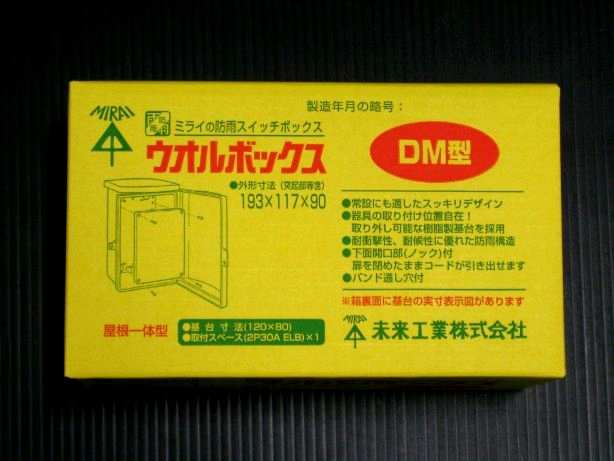 MIRAI
製造年月の略号：
防雨
ミライの防雨スイッチボックス
ウオルボックス
DM型
●外形寸法（突起部等含）
193×117×90
●常設にも適したスッキリデザイン
●器具の取り付け位置自在！
取り外し可能な樹脂製基台を採用
●耐衝撃性、耐候性に優れた防雨構造
●下面開口部(ノック)付
扉を閉めたままコードが引き出せます
●バンド通し穴付
※箱裏面に基台の実寸表示図があります
屋根一体型
●基台寸法(120×80)
●取付スペース(2P30A ELB)×1
MIRAI
未来工業株式会社